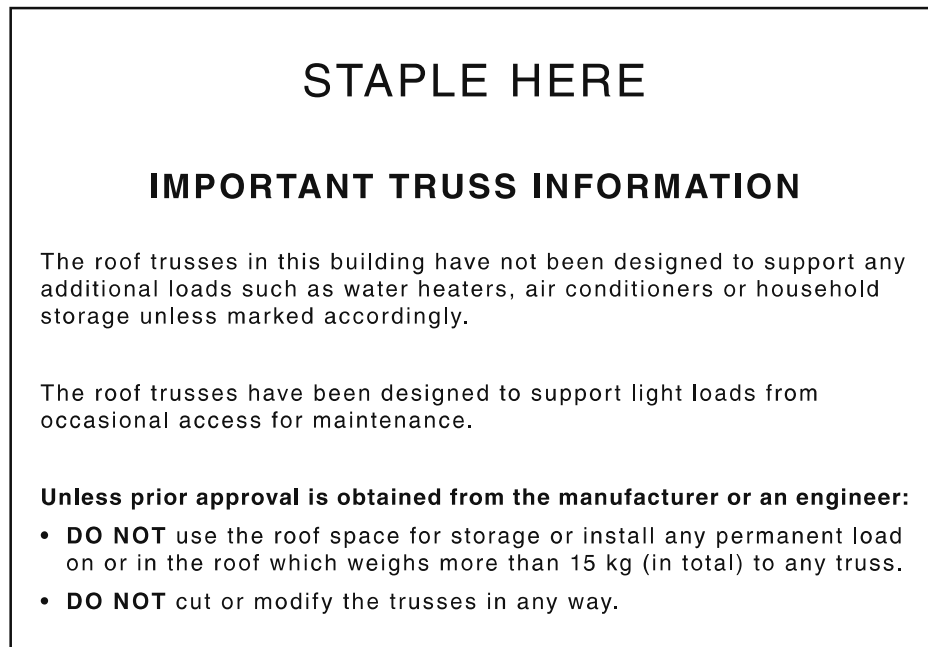 STAPLE HERE
IMPORTANT TRUSS INFORMATION
The roof trusses in this building have not been designed to support any
additional loads such as water heaters, air conditioners or household
storage unless marked accordingly.
The roof trusses have been designed to support light loads from
occasional access for maintenance.
Unless prior approval is obtained from the manufacturer or an engineer:
• DO NOT use the roof space for storage or install any permanent load
on or in the roof which weighs more than 15 kg (in total) to any truss.
• DO NOT cut or modify the trusses in any way.